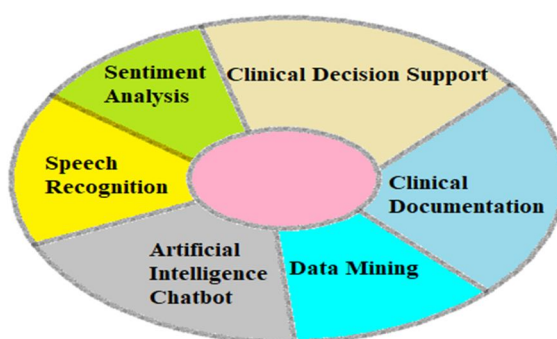 Sentiment
Analysis
Clinical Decision Support
Speech
Recognition
Clinical
Documentation
Artificial
Intelligence
Chatbot
Data Mining